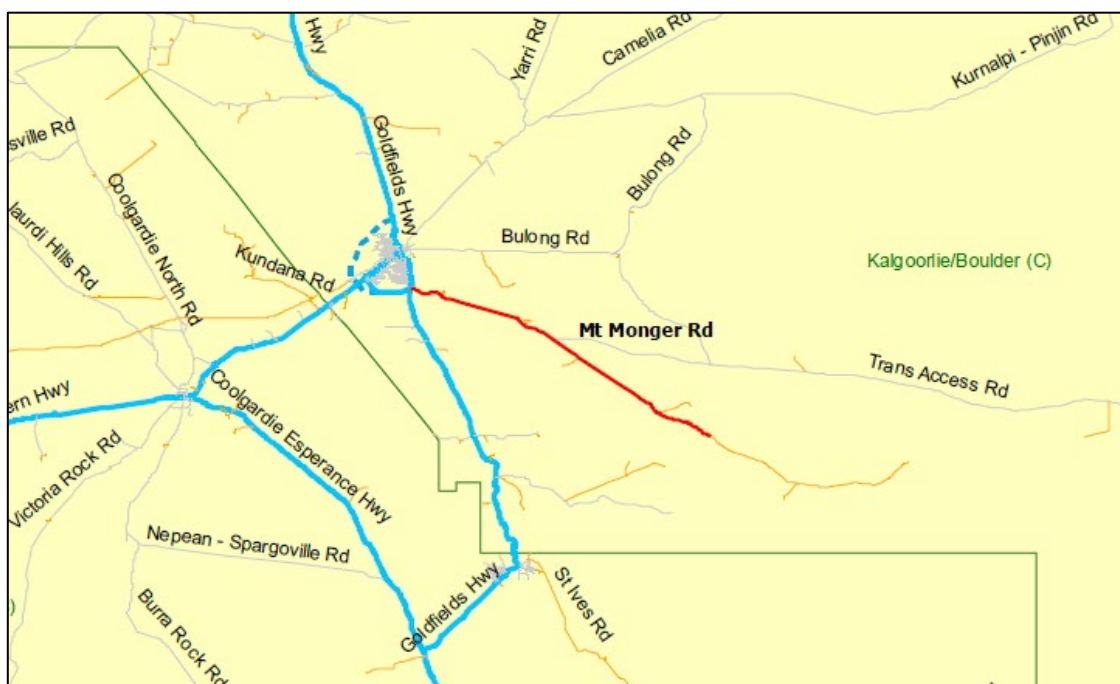 Hwy
Yarri Rd
Camelia Rd
Kurnalpi - Pinjin Rd
sville Rd
Goldfields Hwy
Bulong Rd
Coolgardie North Rd
Jaurdi Hills Rd
Bulong Rd
Kundana Rd
Kalgoorlie/Boulder (C)
Mt Monger Rd
Trans Access Rd
ern Hwy
Coolgardie Esperance Hwy
Victoria Rock Rd
Nepean - Spargoville Rd
Goldfields Hwy
St Ives Rd
Burra Rock Rd
)